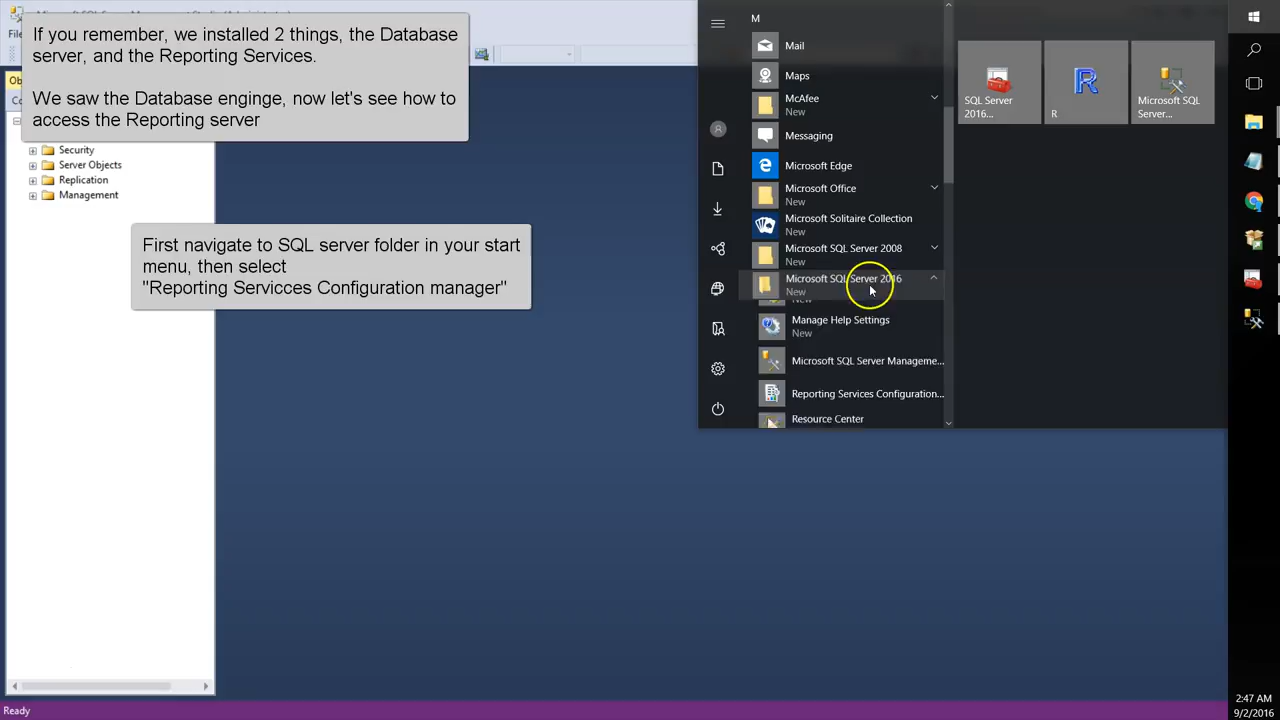 If you remember, we installed 2 things, the Database
server, and the Reporting Services.
We saw the Database enginge, now let's see how to
access the Reporting server
Security
Server Objects
Replication
Management
First navigate to SQL server folder in your start
menu, then select
"Reporting Servicces Configuration manager"
M
Mail
Maps
McAfee
New
Messaging
Microsoft Edge
Microsoft Office
New
Microsoft Solitaire Collection
New
Microsoft SQL Server 2008
New
Microsoft SQL Server 2016
New
New
Manage Help Settings
New
Microsoft SQL Server Manageme...
Reporting Services Configuration...
Resource Center
SQL Server
2016...
R
Microsoft SQL
Server...
Ready
2:47 AM
9/2/2016